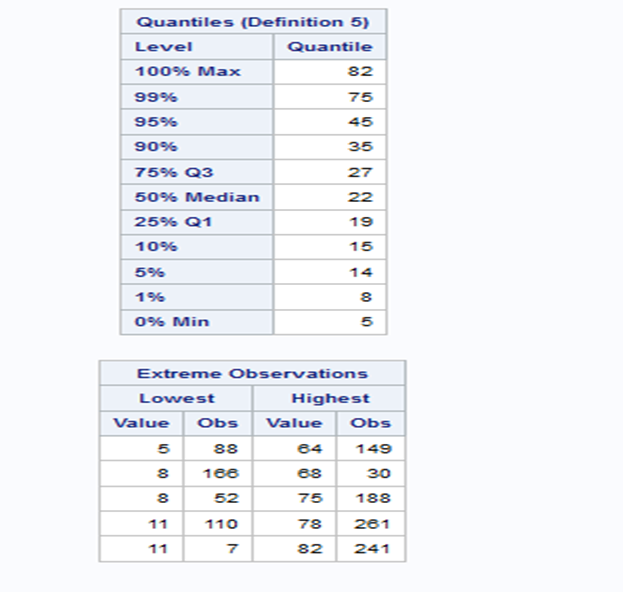 Quantiles (Definition 5)
Level Quantile
100% Max 82
99% 75
95% 45
90% 35
75% Q3 27
50% Median 22
25% Q1 19
10% 15
5% 14
1% 8
0% Min 5
Extreme Observations
Lowest Highest
Value Obs Value Obs
5 88 64 149
8 166 68 30
8 52 75 188
11 110 78 261
11 7 82 241